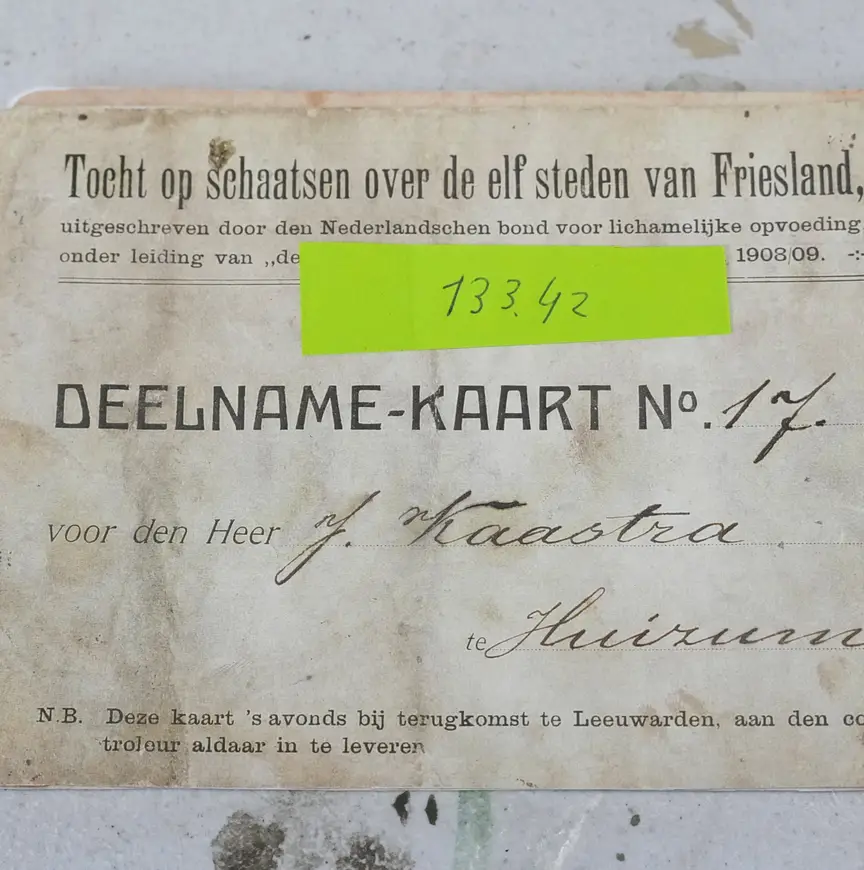 Tocht op schaatsen over de elf steden van Friesland,
uitgeschreven door den Nederlandschen bond voor lichamelijke opvoeding
onder leiding van „de 1908/09. -:-
133.42
DEELNAME-KAART No. 17.
voor den Heer J. Kaastra
te Huizum
N.B. Deze kaart 's avonds bij terugkomst te Leeuwarden, aan den co
troleur aldaar in te leveren